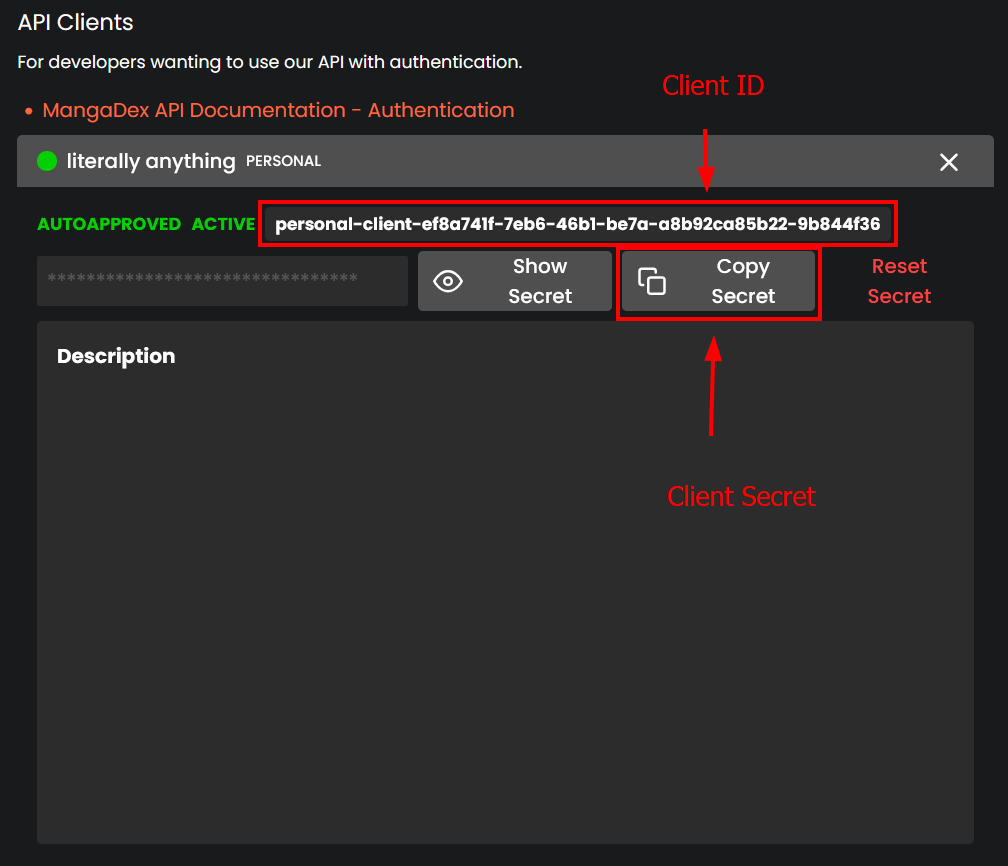 API Clients
For developers wanting to use our API with authentication.
Client ID
• MangaDex API Documentation - Authentication
literally anything PERSONAL
AUTOAPPROVED ACTIVE personal-client-ef8a741f-7eb6-46b1-be7a-a8b92ca85b22-9b844f36
********************************
Show
Secret
Copy
Secret
Reset
Secret
Description
Client Secret